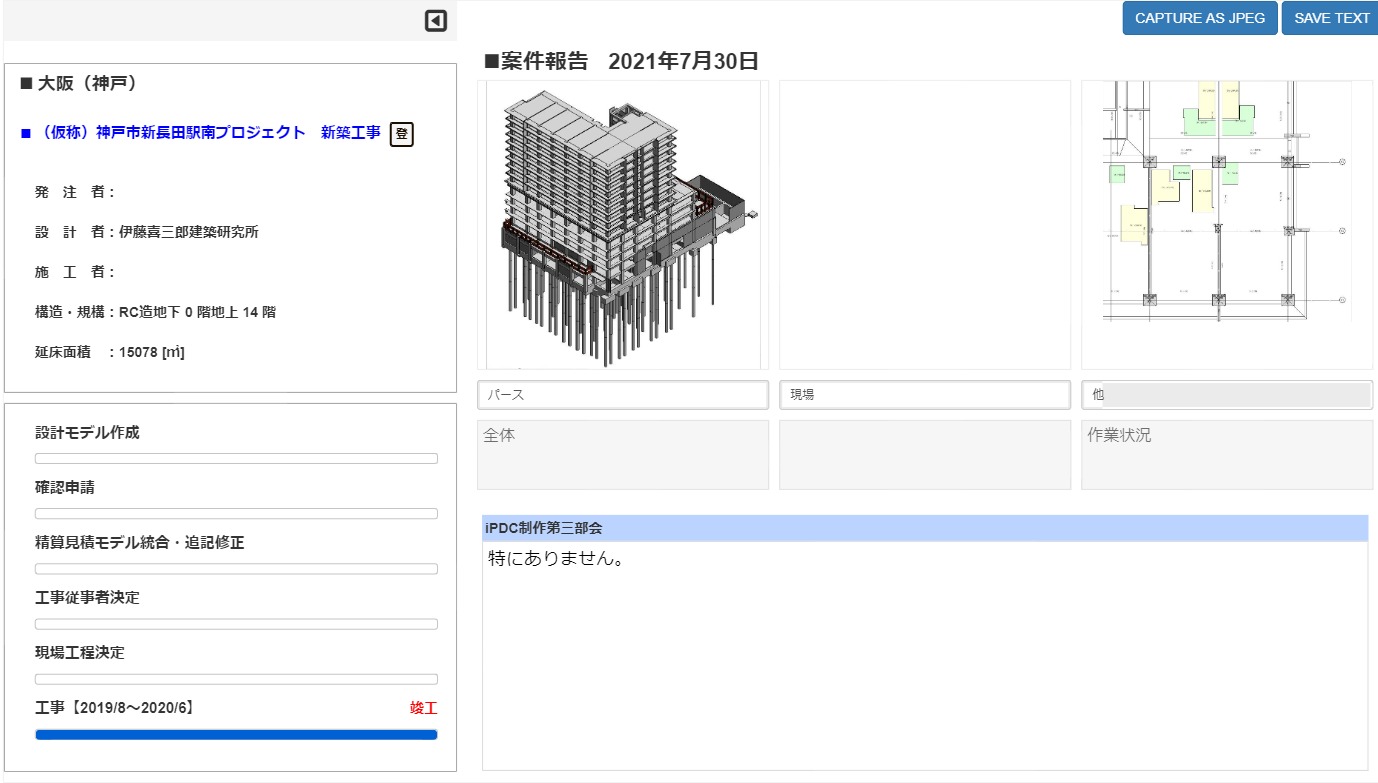 CAPTURE AS JPEG
SAVE TEXT
■ 大阪（神戸）
■ （仮称）神戸市新長田駅南プロジェクト　新築工事 登
発　注　者：
設　計　者：伊藤喜三郎建築研究所
施　工　者：
構造・規構：RC造地下 0 階地上 14 階
延床面積　：15078 [㎡]
設計モデル作成
確認申請
精算見積モデル統合・追記修正
工事従事者決定
現場工程決定
工事【2019/8～2020/6】 竣工
■案件報告　2021年7月30日
パース
現場
他
全体
作業状況
iPDC制作第三部会
特にありません。